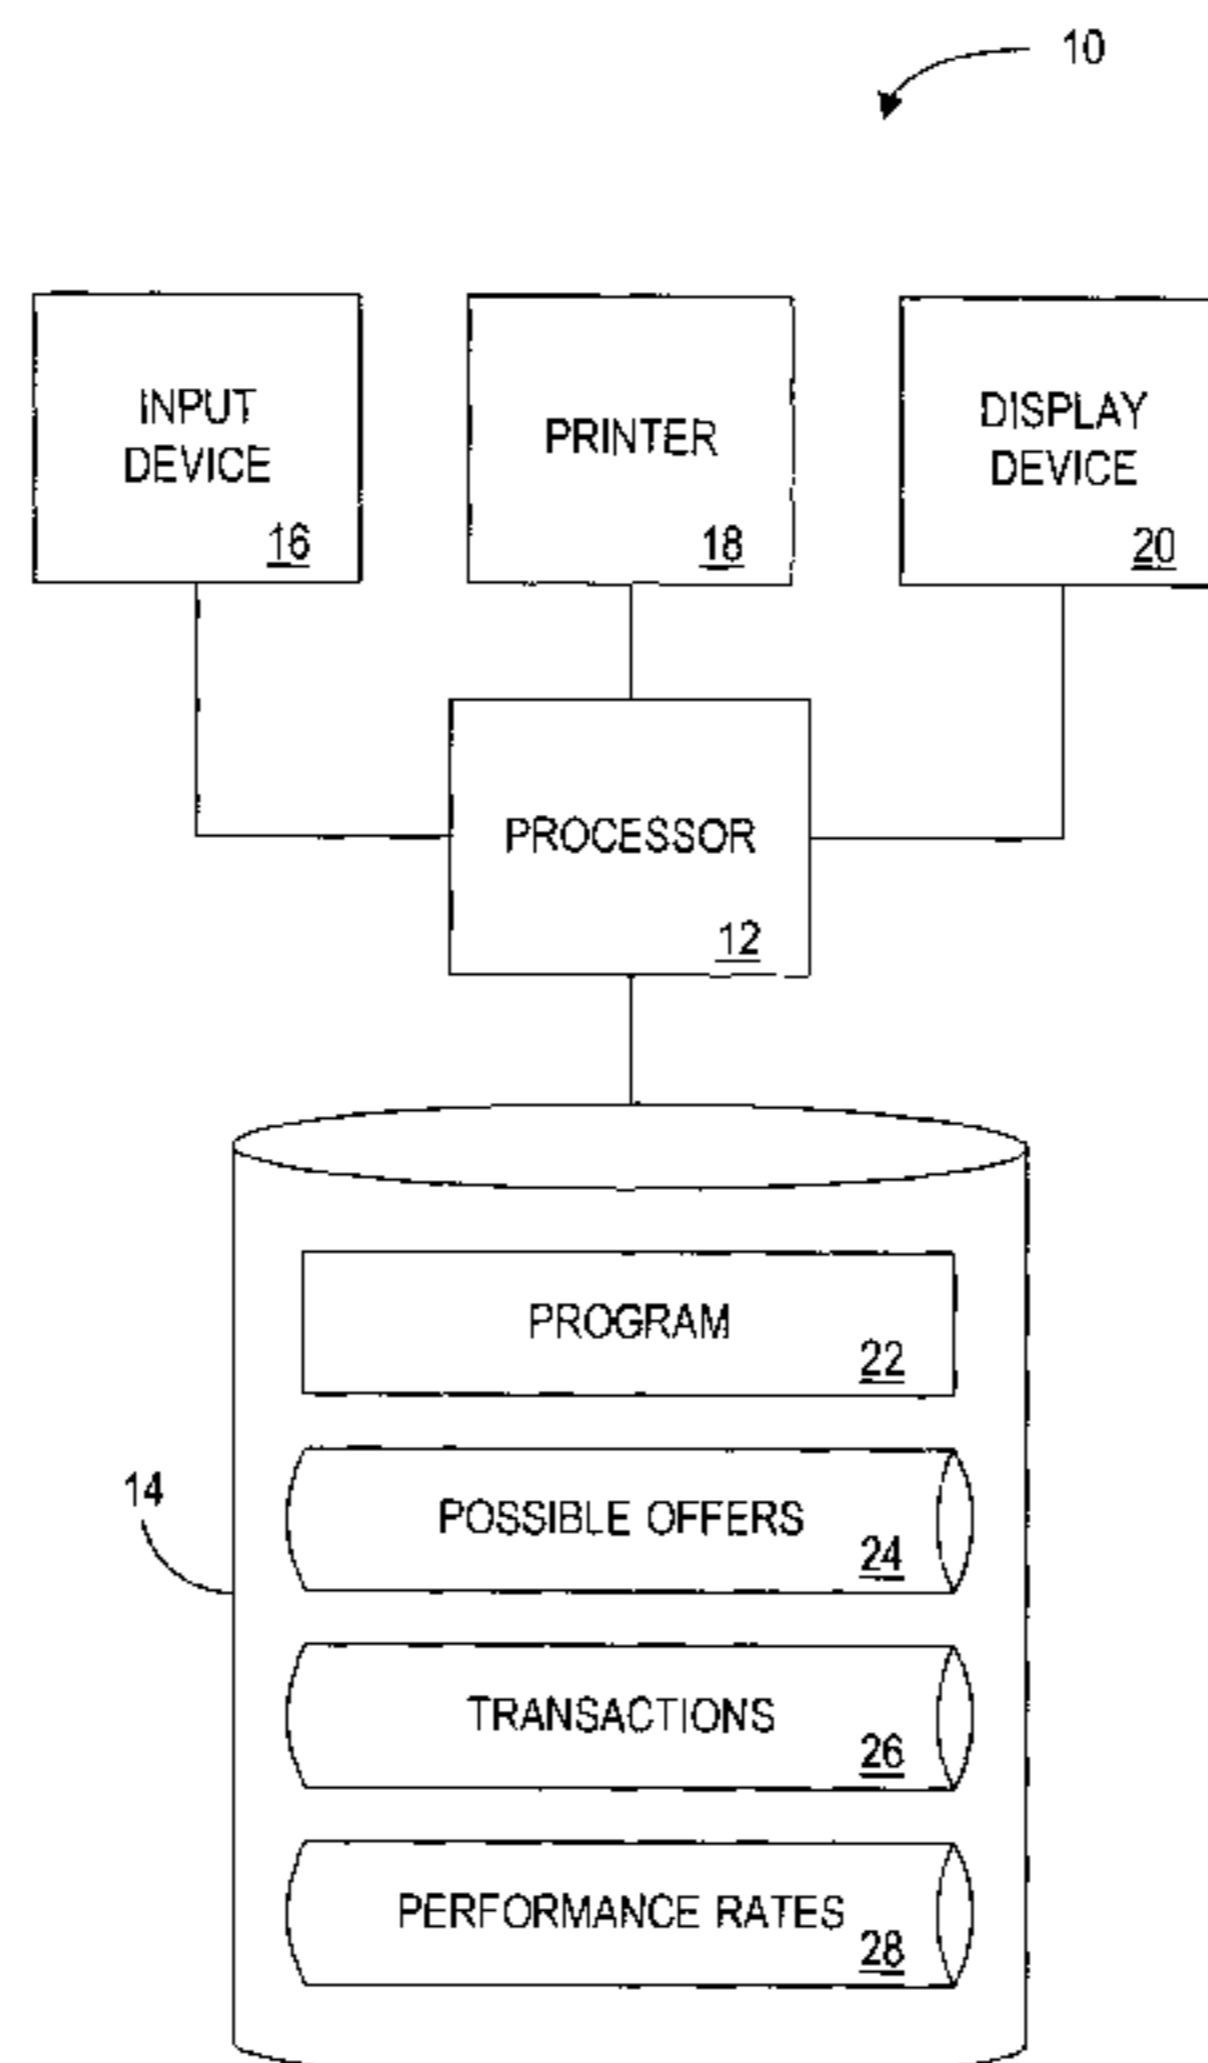 10
INPUT
DEVICE
16
PRINTER
18
DISPLAY
DEVICE
20
PROCESSOR
12
PROGRAM
22
14
POSSIBLE OFFERS
24
TRANSACTIONS
26
PERFORMANCE RATES
28